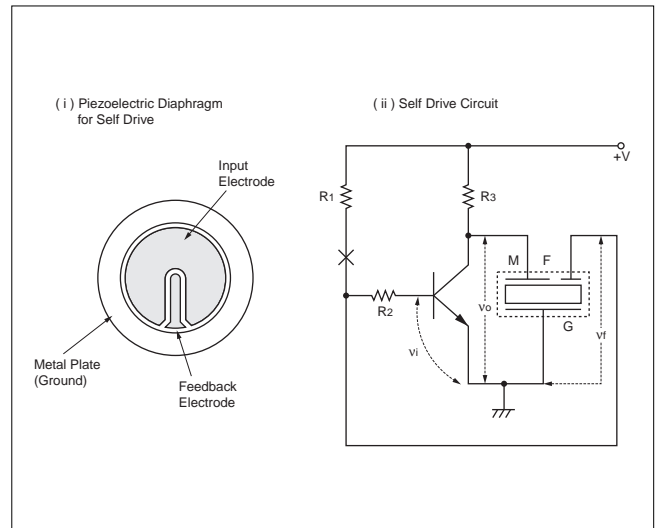 ( i ) Piezoelectric Diaphragm
for Self Drive
Input
Electrode
Metal Plate
(Ground)
Feedback
Electrode
( ii ) Self Drive Circuit
+V
R1
R3
M
F
R2
G
vi
vo
vf